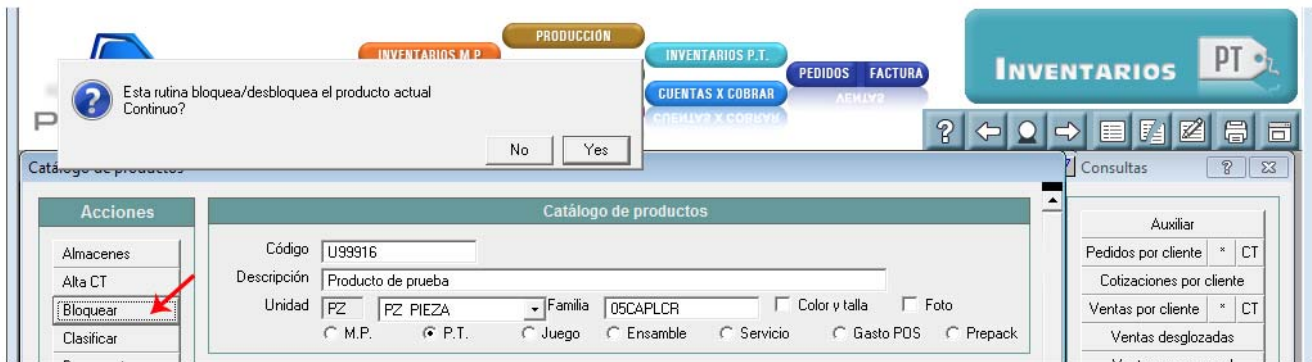 PRODUCCIÓN
INVENTARIOS M.P.
INVENTARIOS P.T.
PEDIDOS FACTURA
CUENTAS X COBRAR
INVENTARIOS PT
Esta rutina bloquea/desbloquea el producto actual
Continuo?
No Yes
P
Catálogo de productos
Consultas
Acciones
Catálogo de productos
Almacenes
Alta CT
Bloquear
Clasificar
Código U99916
Descripción Producto de prueba
Unidad PZ PZ PIEZA Familia 05CAPLCR Color y talla Foto
M.P. P.T. Juego Ensamble Servicio Gasto POS Prepack
Auxiliar
Pedidos por cliente * CT
Cotizaciones por cliente
Ventas por cliente * CT
Ventas desglozadas